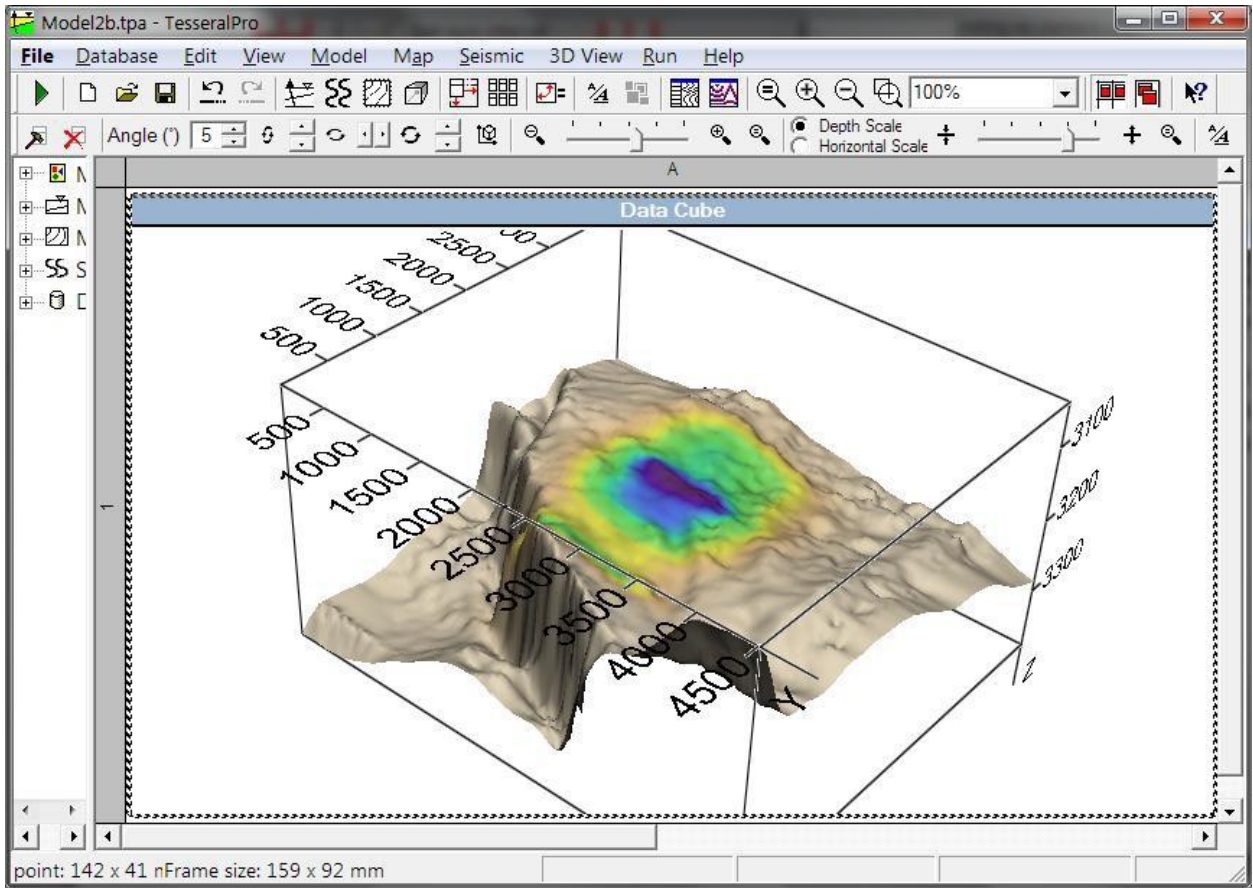 Model2b.tpa - TesseralPro
File Database Edit View Model Map Seismic 3D View Run Help
100%
Angle (°) 5 Depth Scale
Horizontal Scale
A
Data Cube
1
2500
2000
1500
1000
500
500
1000
1500
2000
2500
3000
3500
4000
4500
Y
3100
3200
3300
Z
point: 142 x 41 rFrame size: 159 x 92 mm